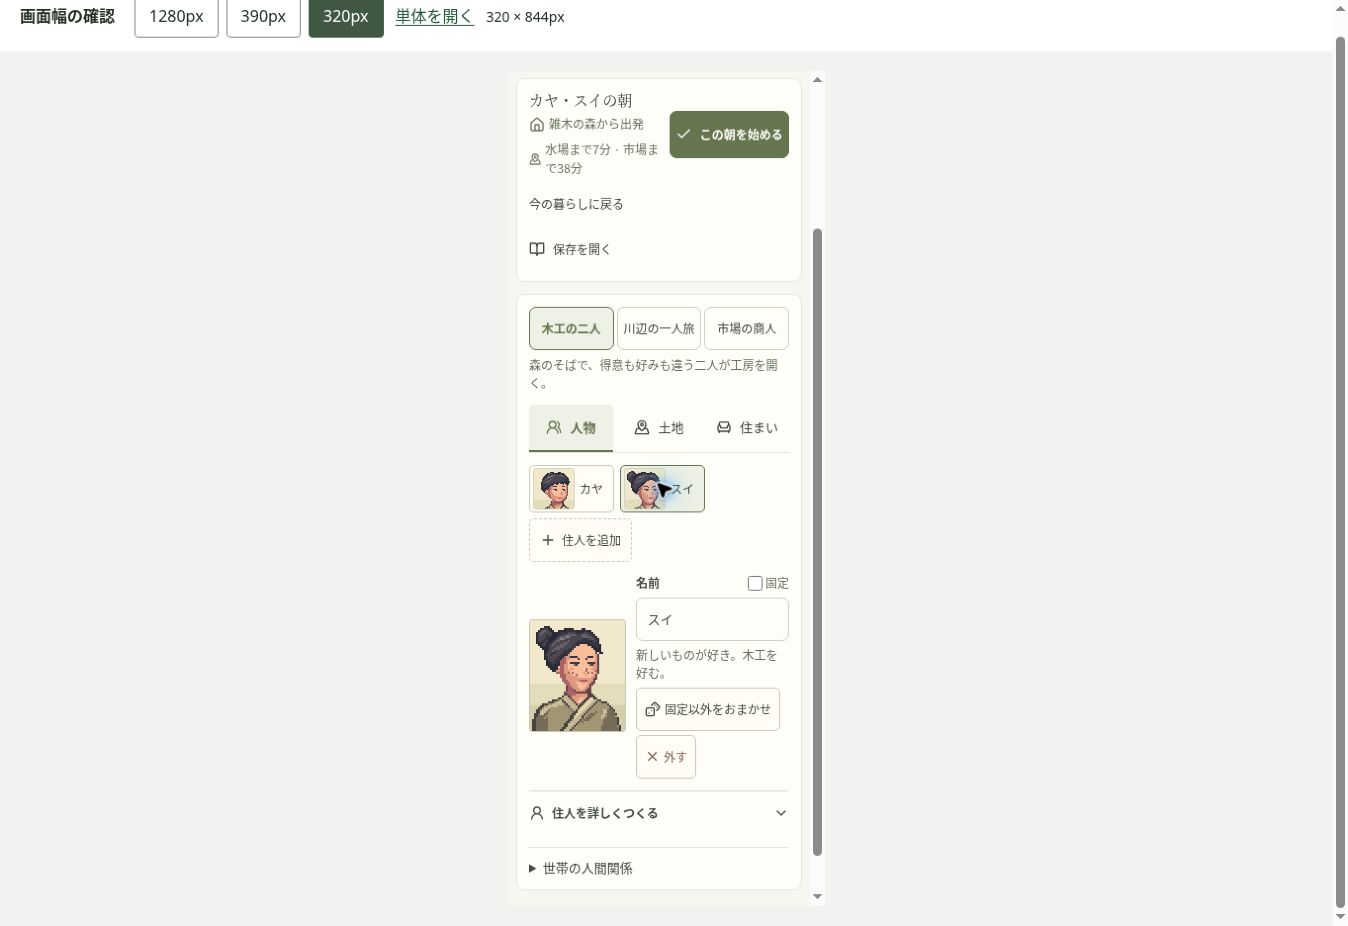 画面幅の確認 1280px 390px 320px 単体を開く 320 × 844px
カヤ・スイの朝
雑木の森から出発
この朝を始める
水場まで7分 · 市場ま
で38分
今の暮らしに戻る
保存を開く
木工の二人 川辺の一人旅 市場の商人
森のそばで、得意も好みも違う二人が工房を開
く。
人物 土地 住まい
カヤ スイ
住人を追加
名前 固定
スイ
新しいものが好き。木工を
好む。
固定以外をおまかせ
外す
住人を詳しくつくる
世帯の人間関係